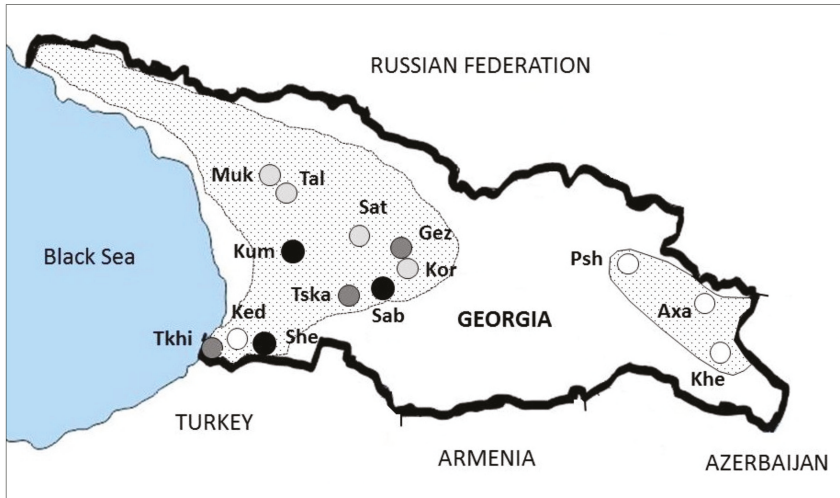 RUSSIAN FEDERATION
Muk
Tal
Sat
Gez
Black Sea
Kum
Kor
Psh
Tska
Axa
Ked
Sab
GEORGIA
Tkhi
She
Khe
TURKEY
ARMENIA
AZERBAIJAN